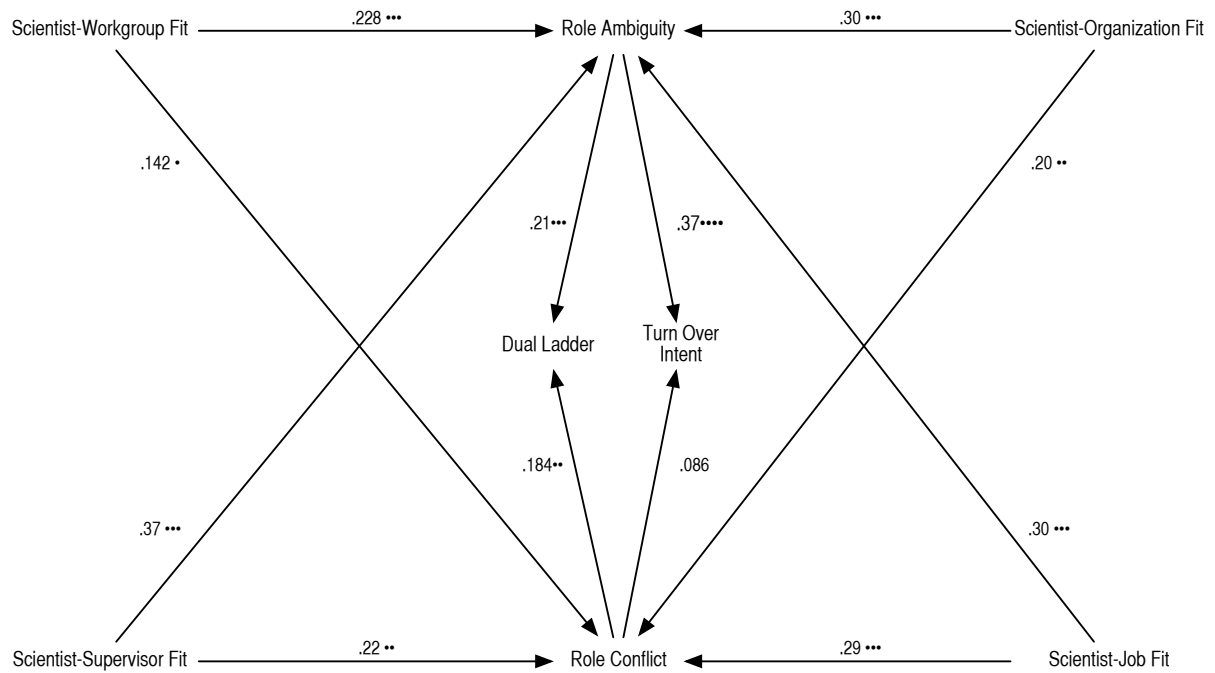 Scientist-Workgroup Fit
.228 •••
Role Ambiguity
.30 •••
Scientist-Organization Fit
.142 •
.20 ••
.21•••
.37••••
Dual Ladder
Turn Over
Intent
.184••
.086
.37 •••
.30 •••
Scientist-Supervisor Fit
.22 ••
Role Conflict
.29 •••
Scientist-Job Fit